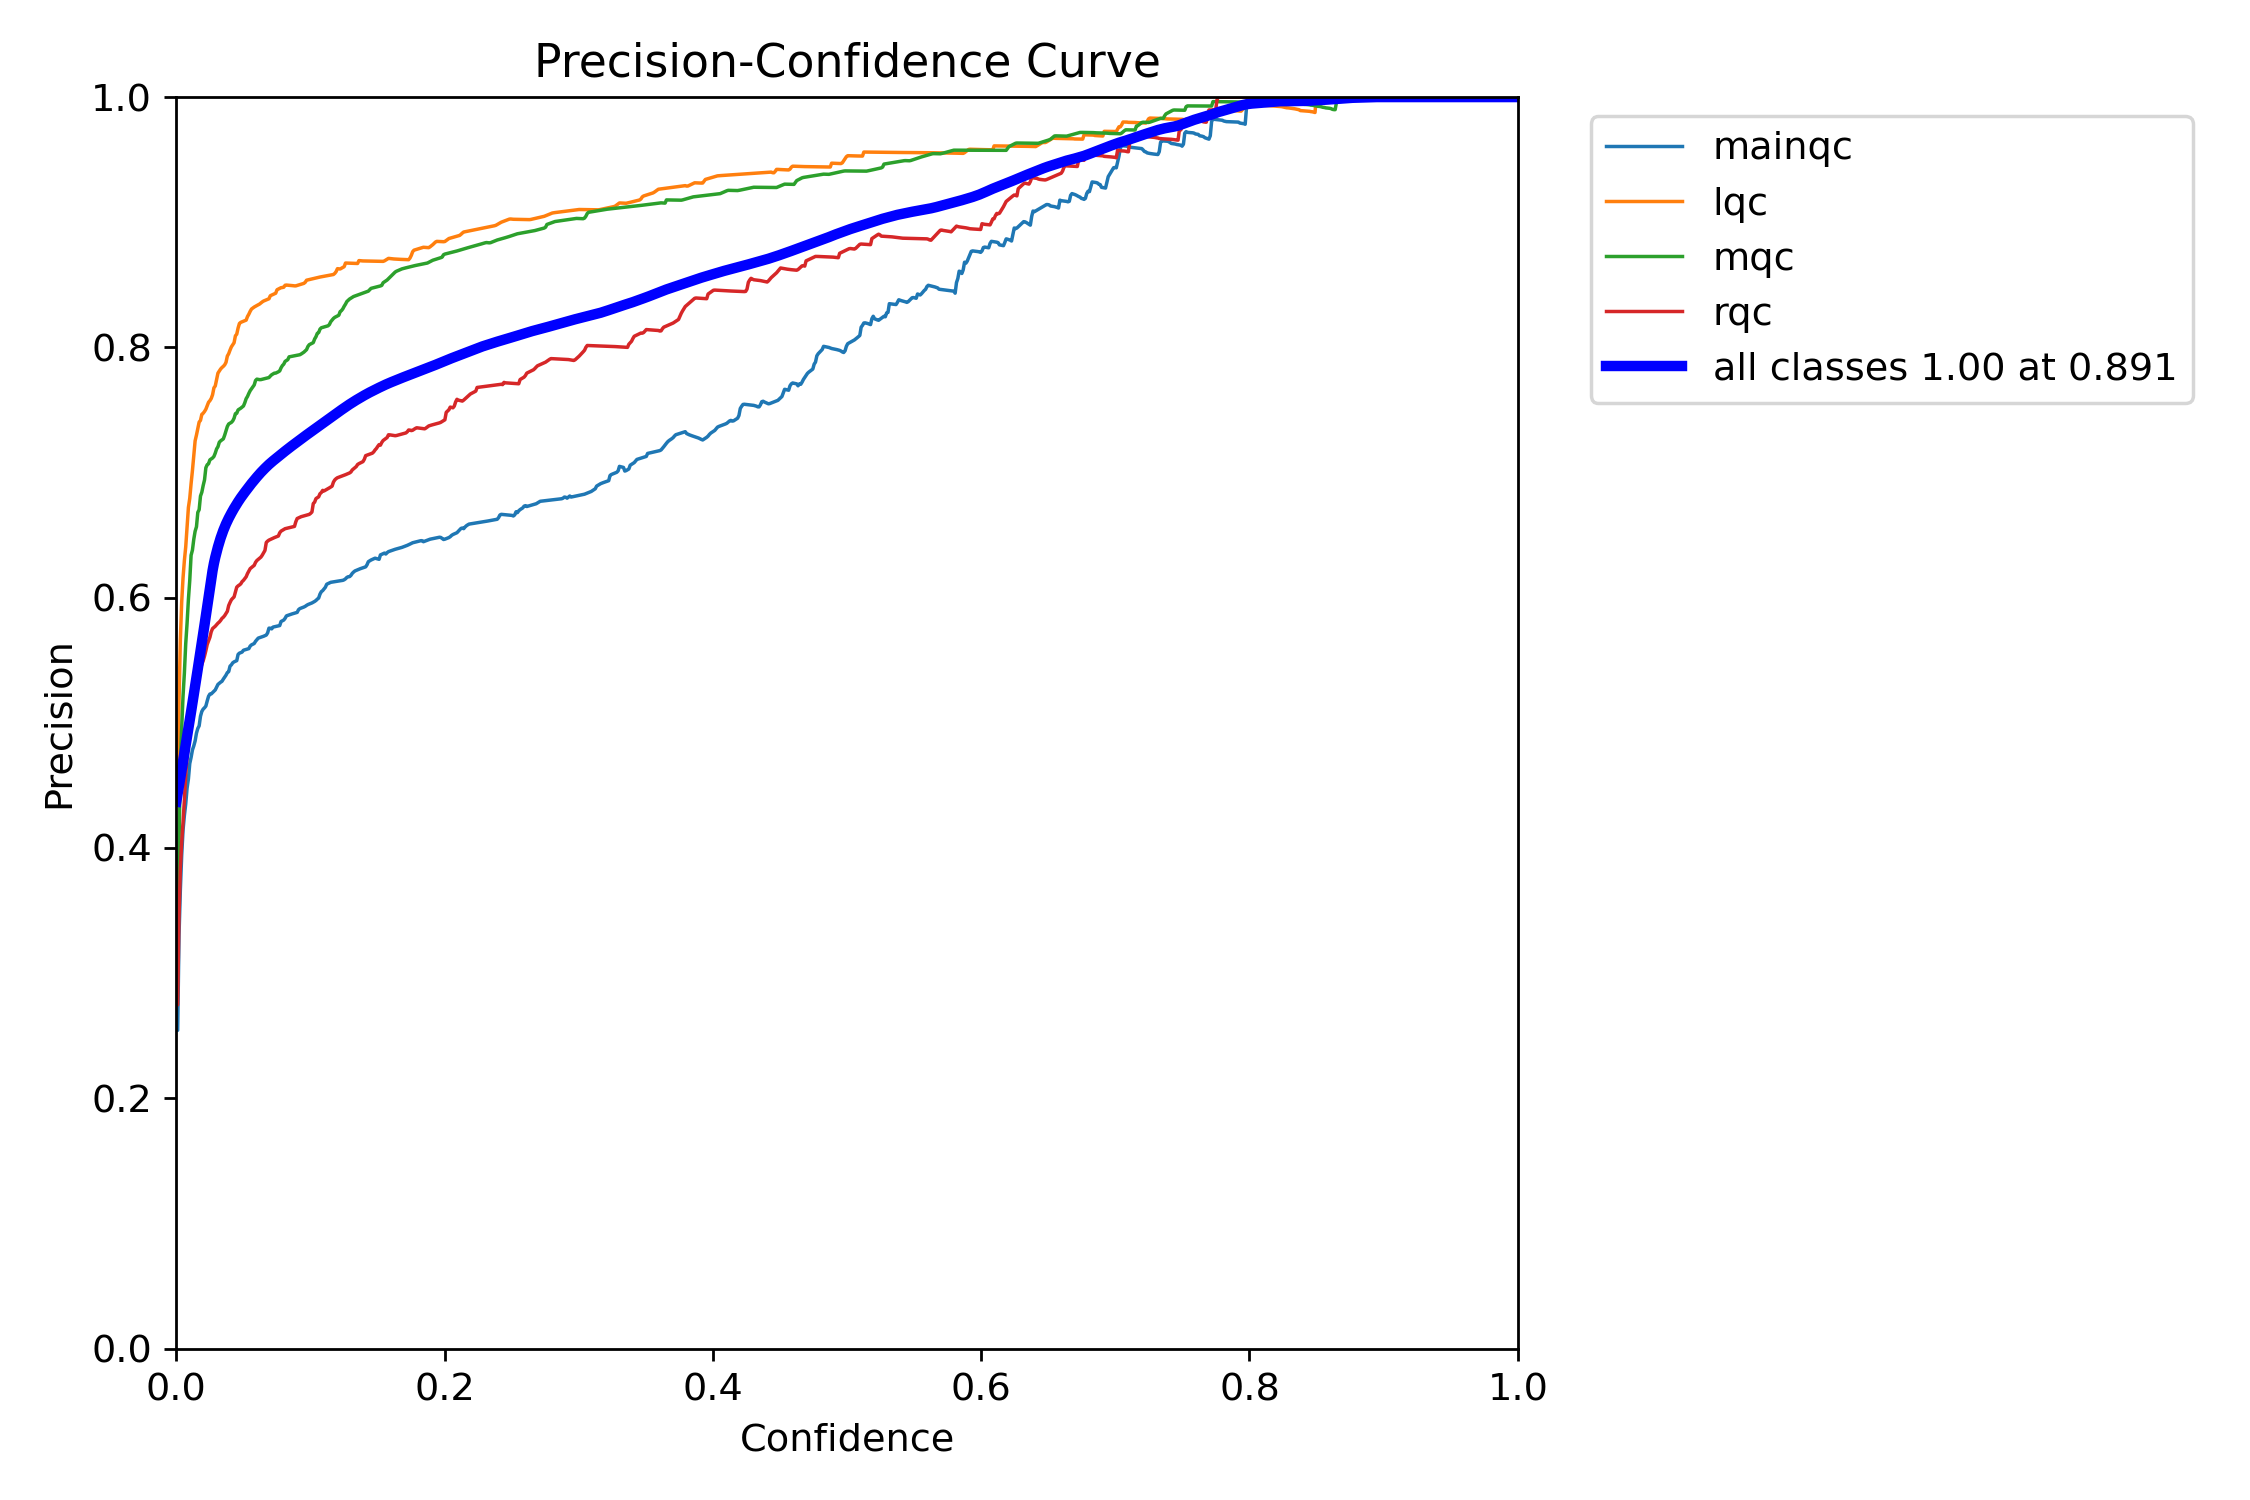 Precision-Confidence Curve
1.0
0.8
0.6
0.4
0.2
0.0
Precision
0.0 0.2 0.4 0.6 0.8 1.0
Confidence
mainqc
lqc
mqc
rqc
all classes 1.00 at 0.891